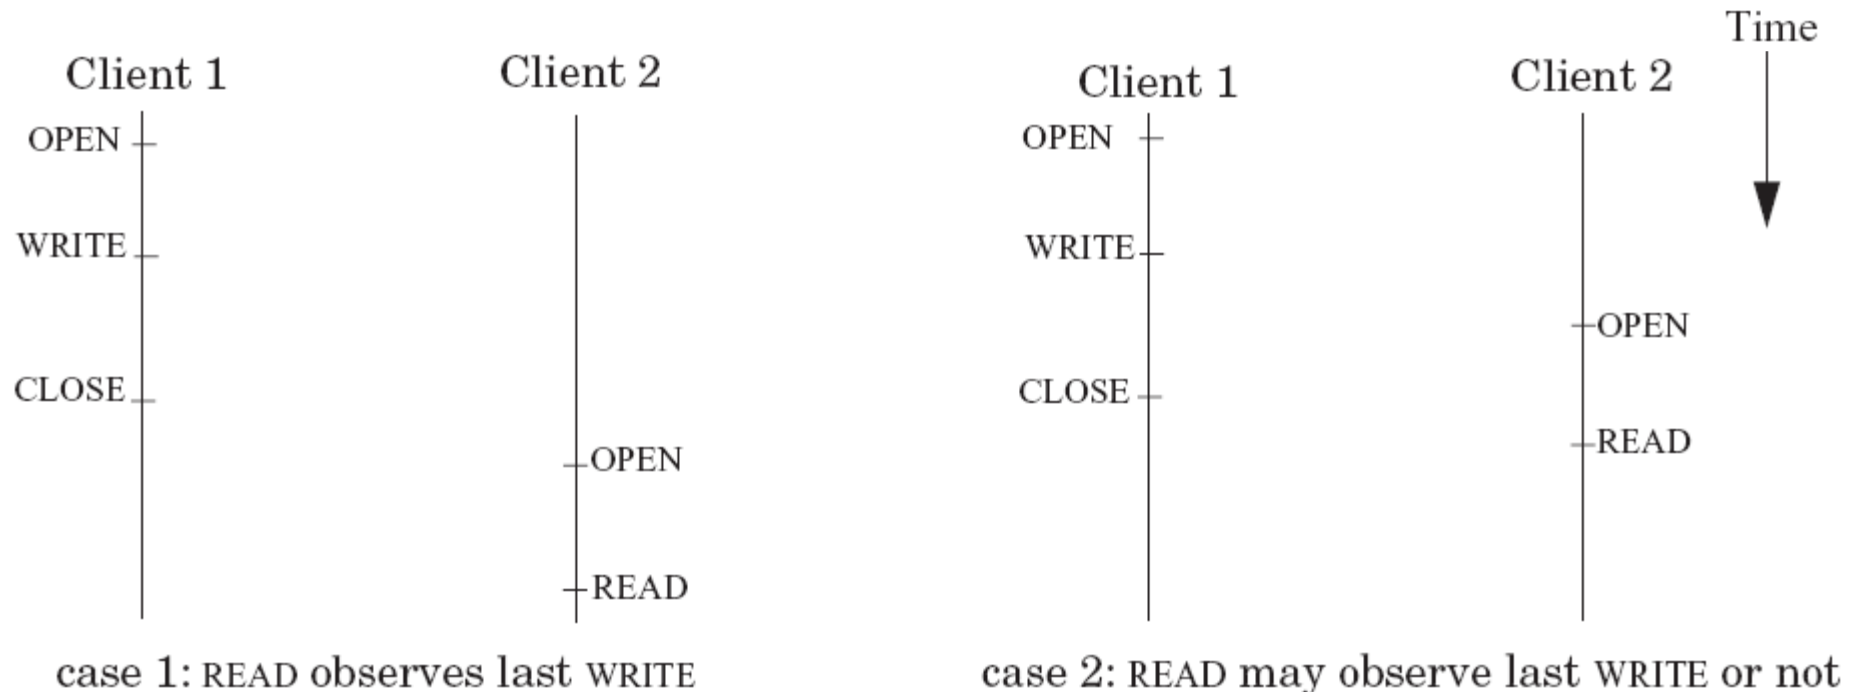 Time
Client 1
Client 2
OPEN
WRITE
CLOSE
OPEN
READ
case 1: READ observes last WRITE
Client 1
Client 2
OPEN
WRITE
OPEN
CLOSE
READ
case 2: READ may observe last WRITE or not